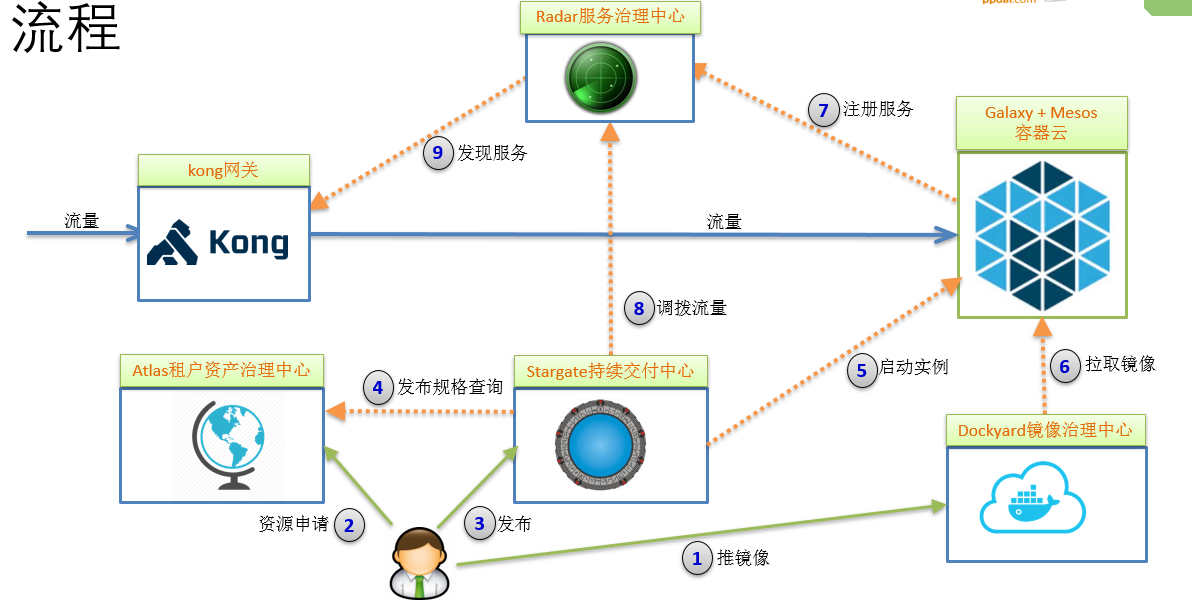 流程
ppdai.com
Radar服务治理中心
Galaxy + Mesos
容器云
7 注册服务
9 发现服务
kong网关
流量
Kong
流量
8 调拨流量
Atlas租户资产治理中心
Stargate持续交付中心
4 发布规格查询
5 启动实例
6 拉取镜像
Dockyard镜像治理中心
资源申请 2
3 发布
1 推镜像